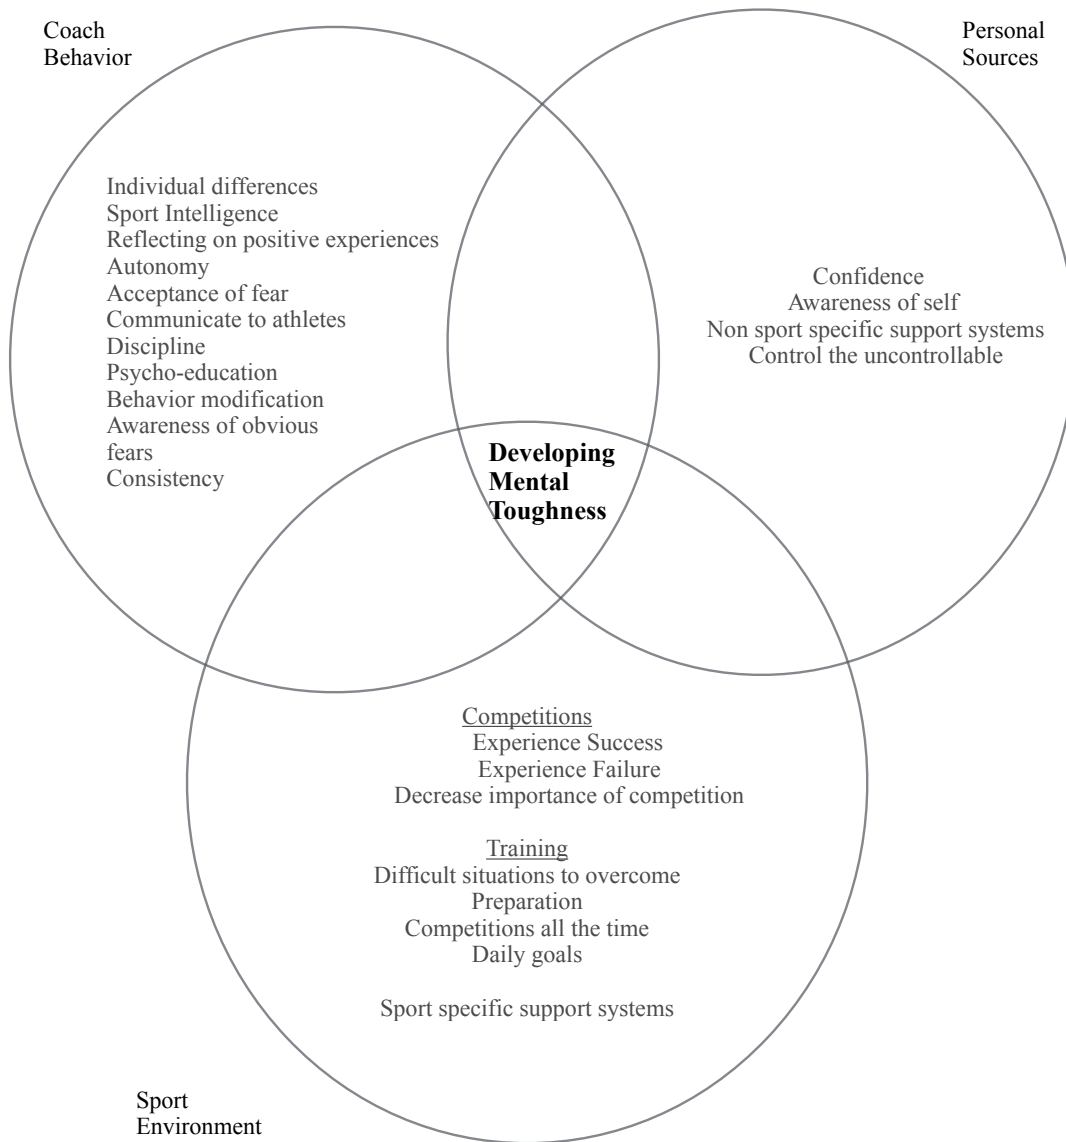 Coach
Behavior
Personal
Sources
Individual differences
Sport Intelligence
Reflecting on positive experiences
Autonomy
Acceptance of fear
Communicate to athletes
Discipline
Psycho-education
Behavior modification
Awareness of obvious
fears
Consistency
Confidence
Awareness of self
Non sport specific support systems
Control the uncontrollable
Developing
Mental
Toughness
Competitions
Experience Success
Experience Failure
Decrease importance of competition
Training
Difficult situations to overcome
Preparation
Competitions all the time
Daily goals
Sport specific support systems
Sport
Environment